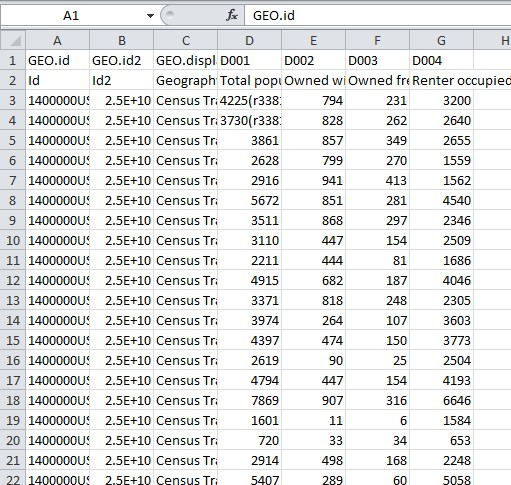 A1 fx GEO.id
A B C D E F G H
1 GEO.id GEO.id2 GEO.displ D001 D002 D003 D004
2 Id Id2 Geograph Total popu Owned wi Owned fre Renter occupied
3 1400000US 2.5E+10 Census Tra 4225(r338 794 231 3200
4 1400000US 2.5E+10 Census Tra 3730(r338 828 262 2640
5 1400000US 2.5E+10 Census Tra 3861 857 349 2655
6 1400000US 2.5E+10 Census Tra 2628 799 270 1559
7 1400000US 2.5E+10 Census Tra 2916 941 413 1562
8 1400000US 2.5E+10 Census Tra 5672 851 281 4540
9 1400000US 2.5E+10 Census Tra 3511 868 297 2346
10 1400000US 2.5E+10 Census Tra 3110 447 154 2509
11 1400000US 2.5E+10 Census Tra 2211 444 81 1686
12 1400000US 2.5E+10 Census Tra 4915 682 187 4046
13 1400000US 2.5E+10 Census Tra 3371 818 248 2305
14 1400000US 2.5E+10 Census Tra 3974 264 107 3603
15 1400000US 2.5E+10 Census Tra 4397 474 150 3773
16 1400000US 2.5E+10 Census Tra 2619 90 25 2504
17 1400000US 2.5E+10 Census Tra 4794 447 154 4193
18 1400000US 2.5E+10 Census Tra 7869 907 316 6646
19 1400000US 2.5E+10 Census Tra 1601 11 6 1584
20 1400000US 2.5E+10 Census Tra 720 33 34 653
21 1400000US 2.5E+10 Census Tra 2914 498 168 2248
22 1400000US 2.5E+10 Census Tra 5407 289 60 5058